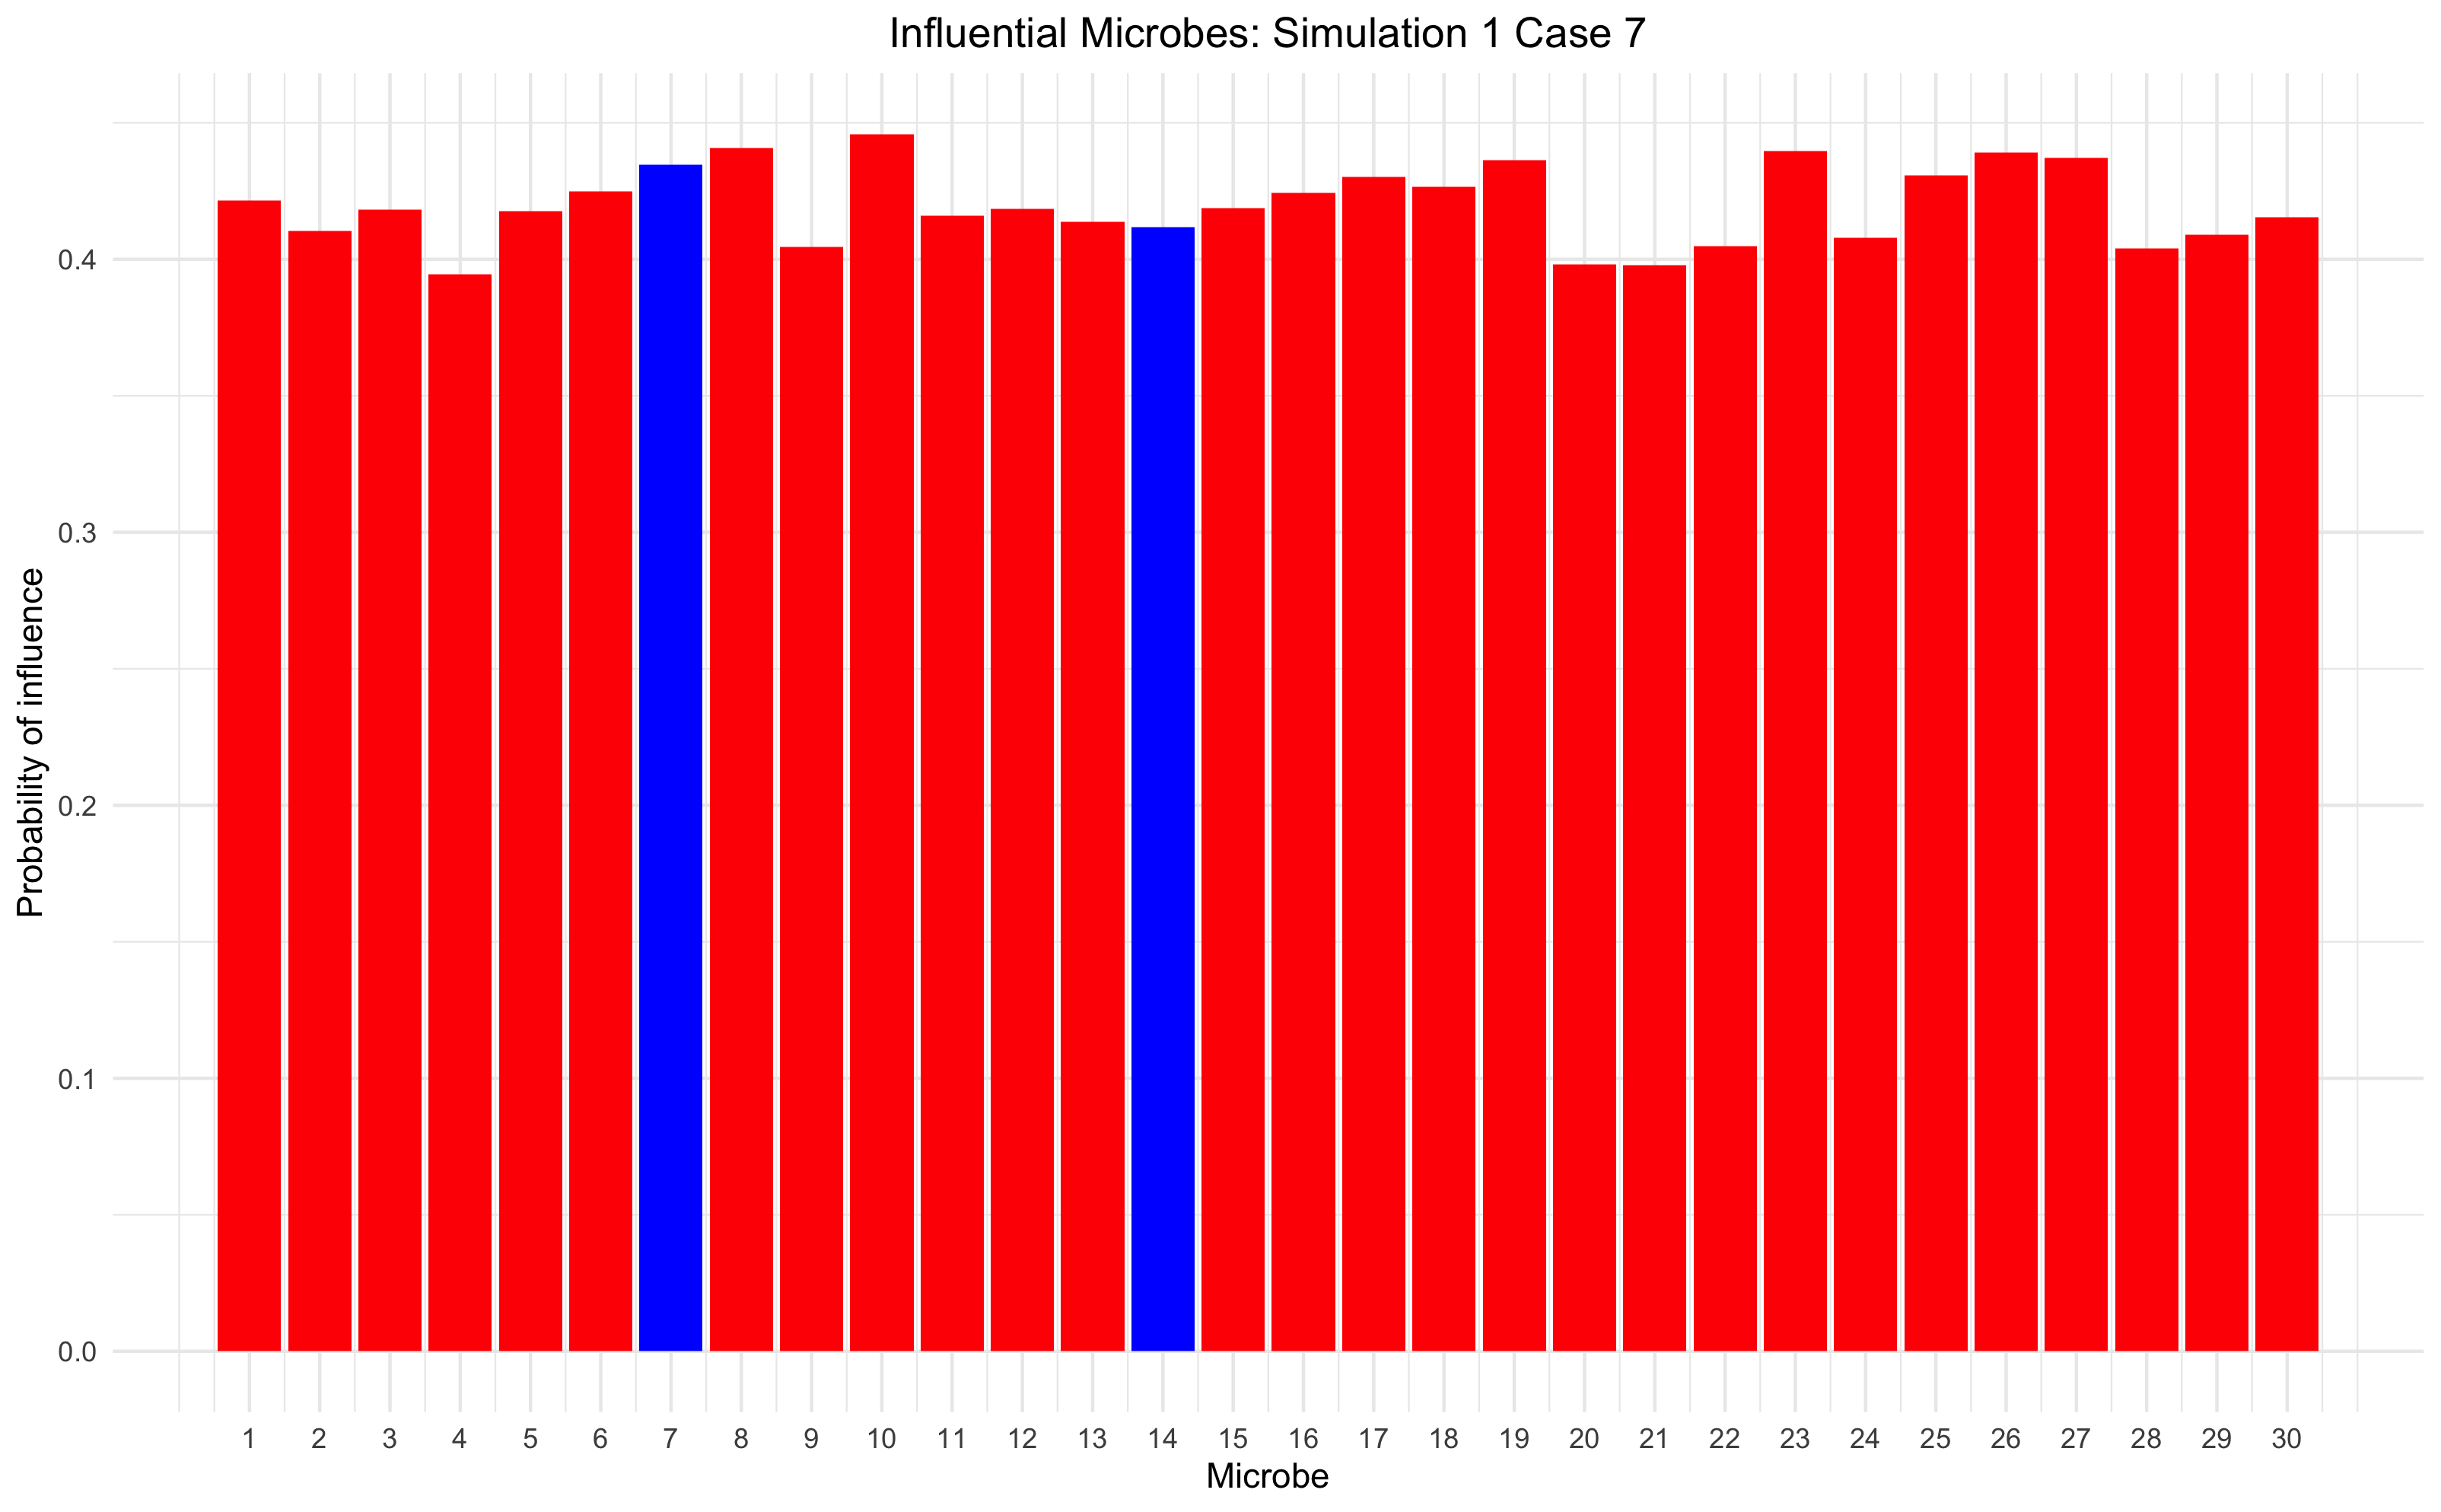 Influential Microbes: Simulation 1 Case 7
Probability of influence
0.4
0.3
0.2
0.1
0.0
1 2 3 4 5 6 7 8 9 10 11 12 13 14 15 16 17 18 19 20 21 22 23 24 25 26 27 28 29 30
Microbe